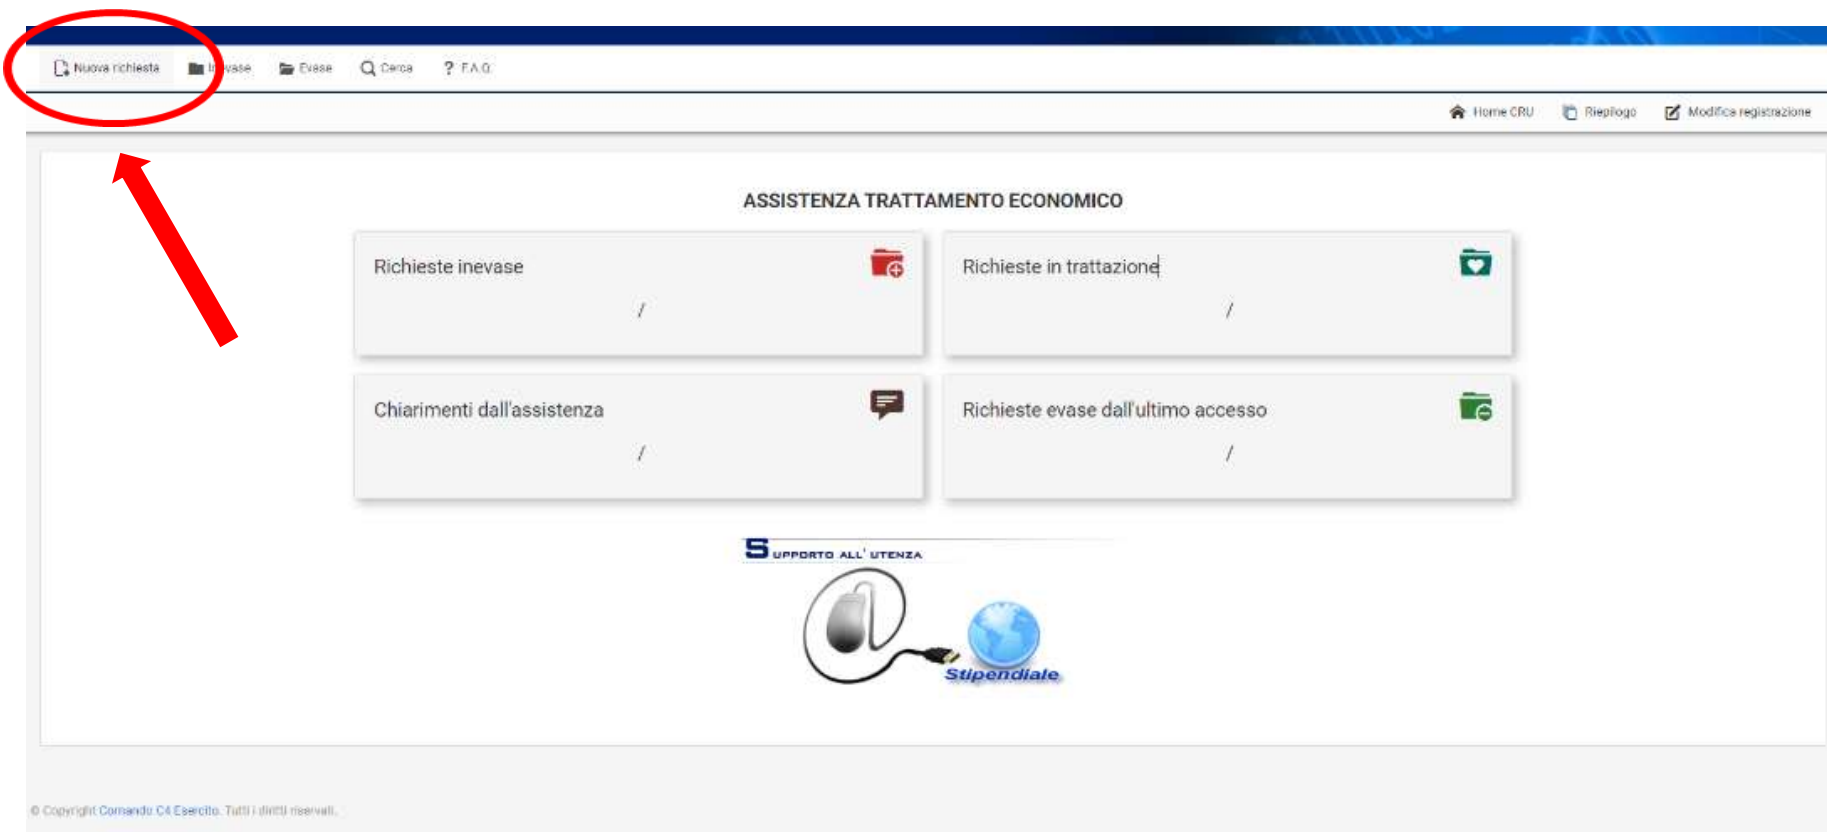 Nuova richiesta Inevase Evase Cerca ? F.A.Q.
Home CRU Riepilogo Modifica registrazione
ASSISTENZA TRATTAMENTO ECONOMICO
Richieste inevase
/
Richieste in trattazione
/
Chiarimenti dall'assistenza
/
Richieste evase dall'ultimo accesso
/
SUPPORTO ALL' UTENZA
Stipendiale
© Copyright Comando C4 Esercito. Tutti i diritti riservati.